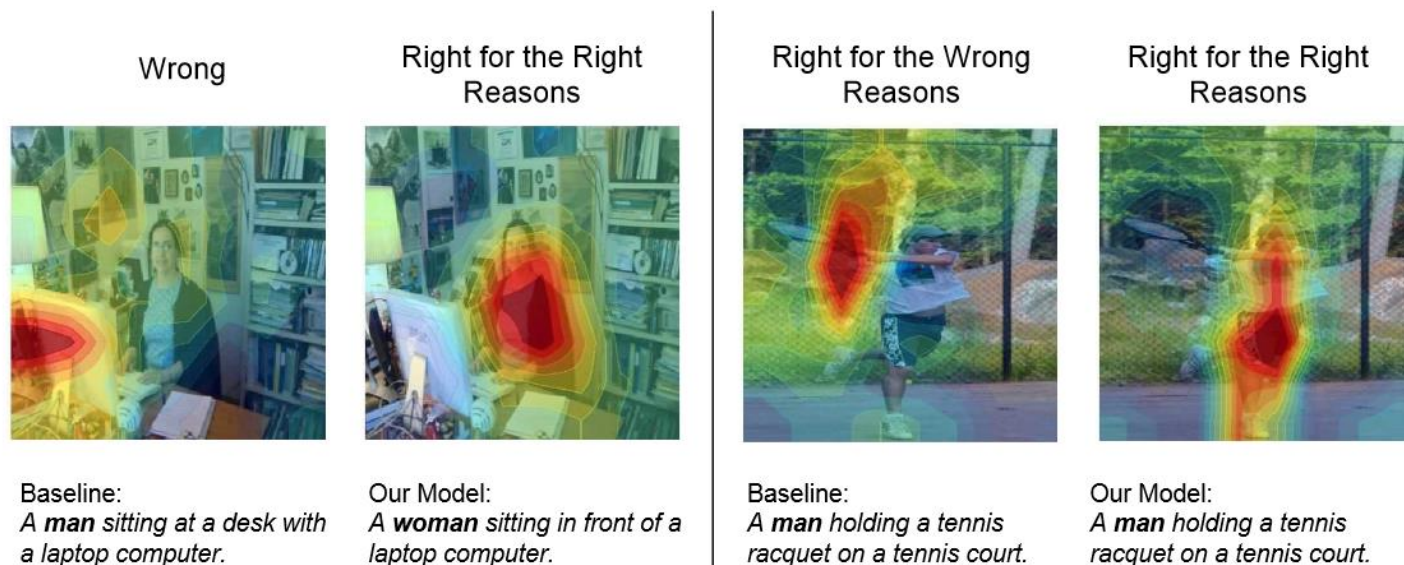 Wrong
Right for the Right
Reasons
Right for the Wrong
Reasons
Right for the Right
Reasons
Baseline:
A man sitting at a desk with
a laptop computer.
Our Model:
A woman sitting in front of a
laptop computer.
Baseline:
A man holding a tennis
racquet on a tennis court.
Our Model:
A man holding a tennis
racquet on a tennis court.